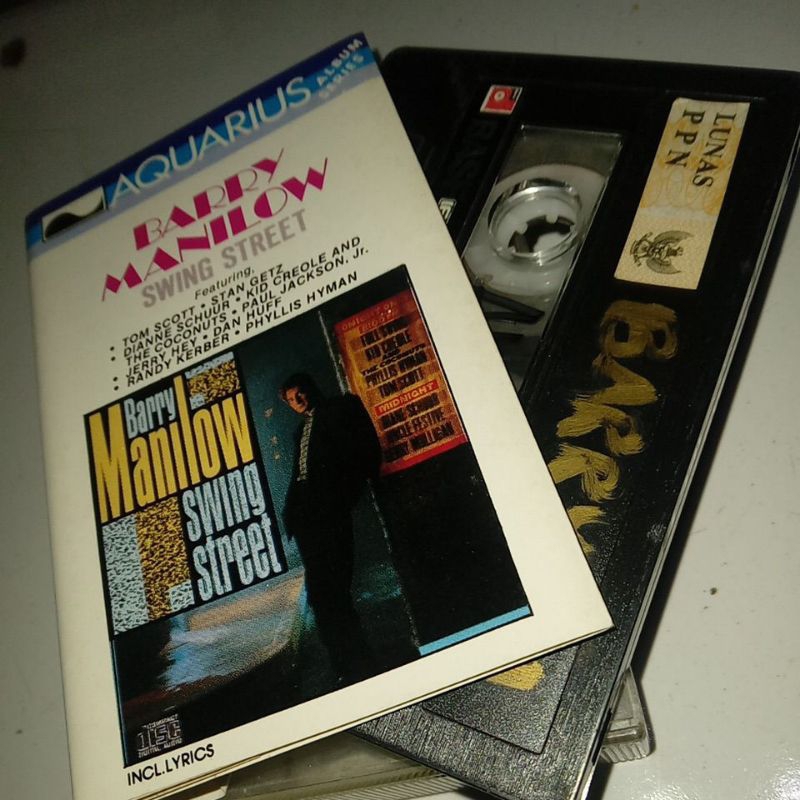 AQUARIUS
ALBUM
SERIES
BARRY
MANILOW
SWING STREET
Featuring,
• TOM SCOTT • STAN GETZ
• DIANNE SCHUUR • KID CREOLE AND
THE COCONUTS • PAUL JACKSON, Jr.
• JERRY HEY • DAN HUFF
• RANDY KERBER • PHYLLIS HYMAN
Barry
Manilow
swing
street
KID CREOLE
PHYLLIS HYMAN
TOM SCOTT
MIDNIGHT
DIANE SCHUUR
GERRY MULLIGAN
COMPACT
DISC
DIGITAL AUDIO
INCL.LYRICS
BASF
LUNAS
PPN
BARRY